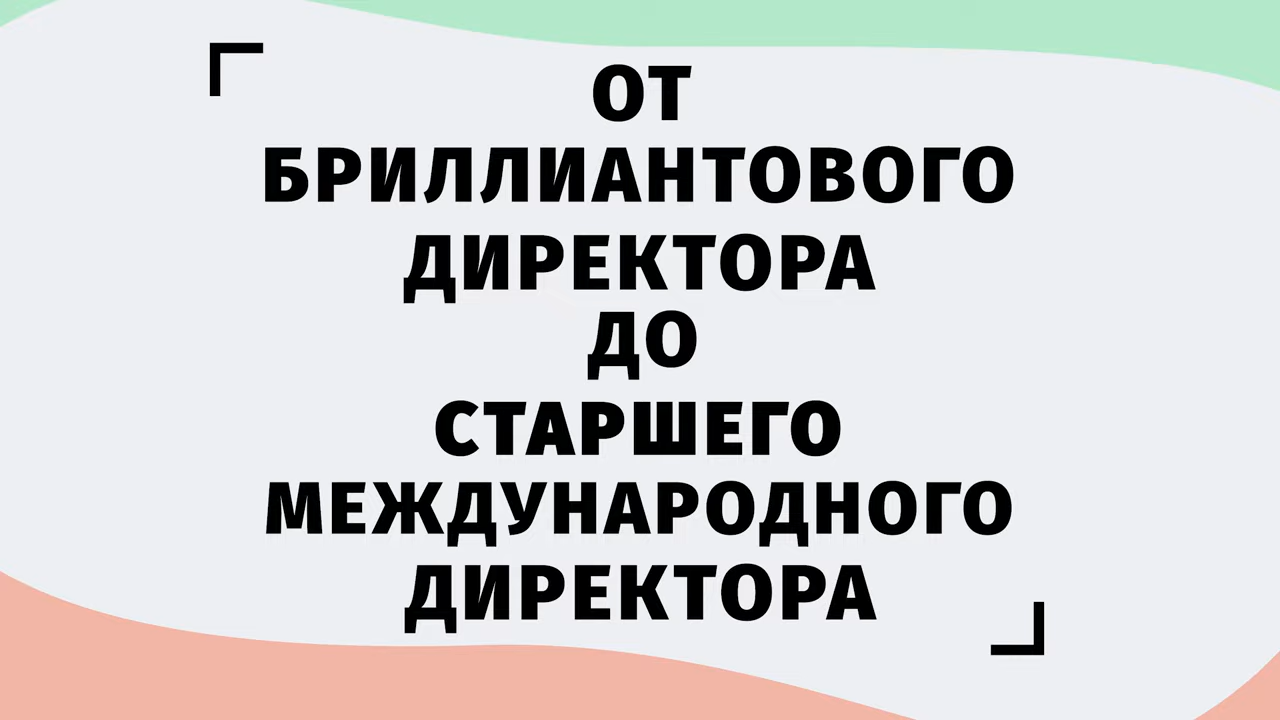 ОТ
БРИЛЛИАНТОВОГО
ДИРЕКТОРА
ДО
СТАРШЕГО
МЕЖДУНАРОДНОГО
ДИРЕКТОРА